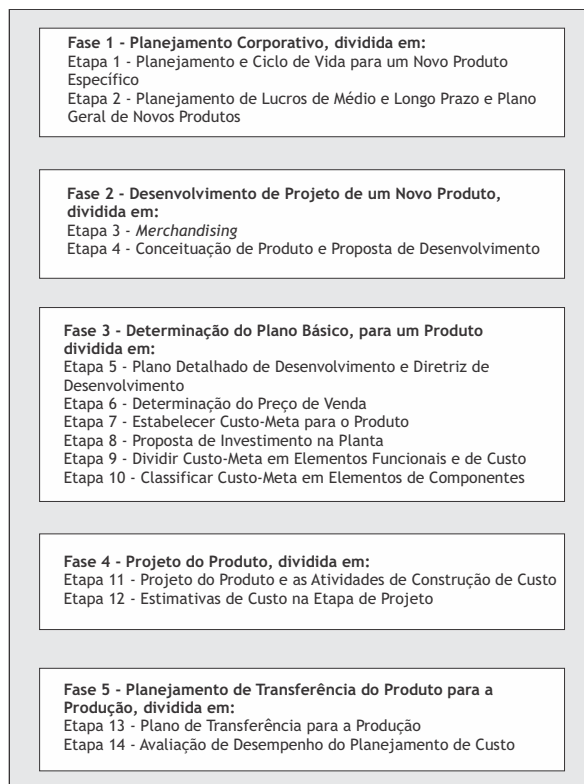 Fase 1 - Planejamento Corporativo, dividida em:
Etapa 1 - Planejamento e Ciclo de Vida para um Novo Produto
Específico
Etapa 2 - Planejamento de Lucros de Médio e Longo Prazo e Plano
Geral de Novos Produtos
Fase 2 - Desenvolvimento de Projeto de um Novo Produto,
dividida em:
Etapa 3 - Merchandising
Etapa 4 - Conceituação de Produto e Proposta de Desenvolvimento
Fase 3 - Determinação do Plano Básico, para um Produto
dividida em:
Etapa 5 - Plano Detalhado de Desenvolvimento e Diretriz de
Desenvolvimento
Etapa 6 - Determinação do Preço de Venda
Etapa 7 - Estabelecer Custo-Meta para o Produto
Etapa 8 - Proposta de Investimento na Planta
Etapa 9 - Dividir Custo-Meta em Elementos Funcionais e de Custo
Etapa 10 - Classificar Custo-Meta em Elementos de Componentes
Fase 4 - Projeto do Produto, dividida em:
Etapa 11 - Projeto do Produto e as Atividades de Construção de Custo
Etapa 12 - Estimativas de Custo na Etapa de Projeto
Fase 5 - Planejamento de Transferência do Produto para a
Produção, dividida em:
Etapa 13 - Plano de Transferência para a Produção
Etapa 14 - Avaliação de Desempenho do Planejamento de Custo